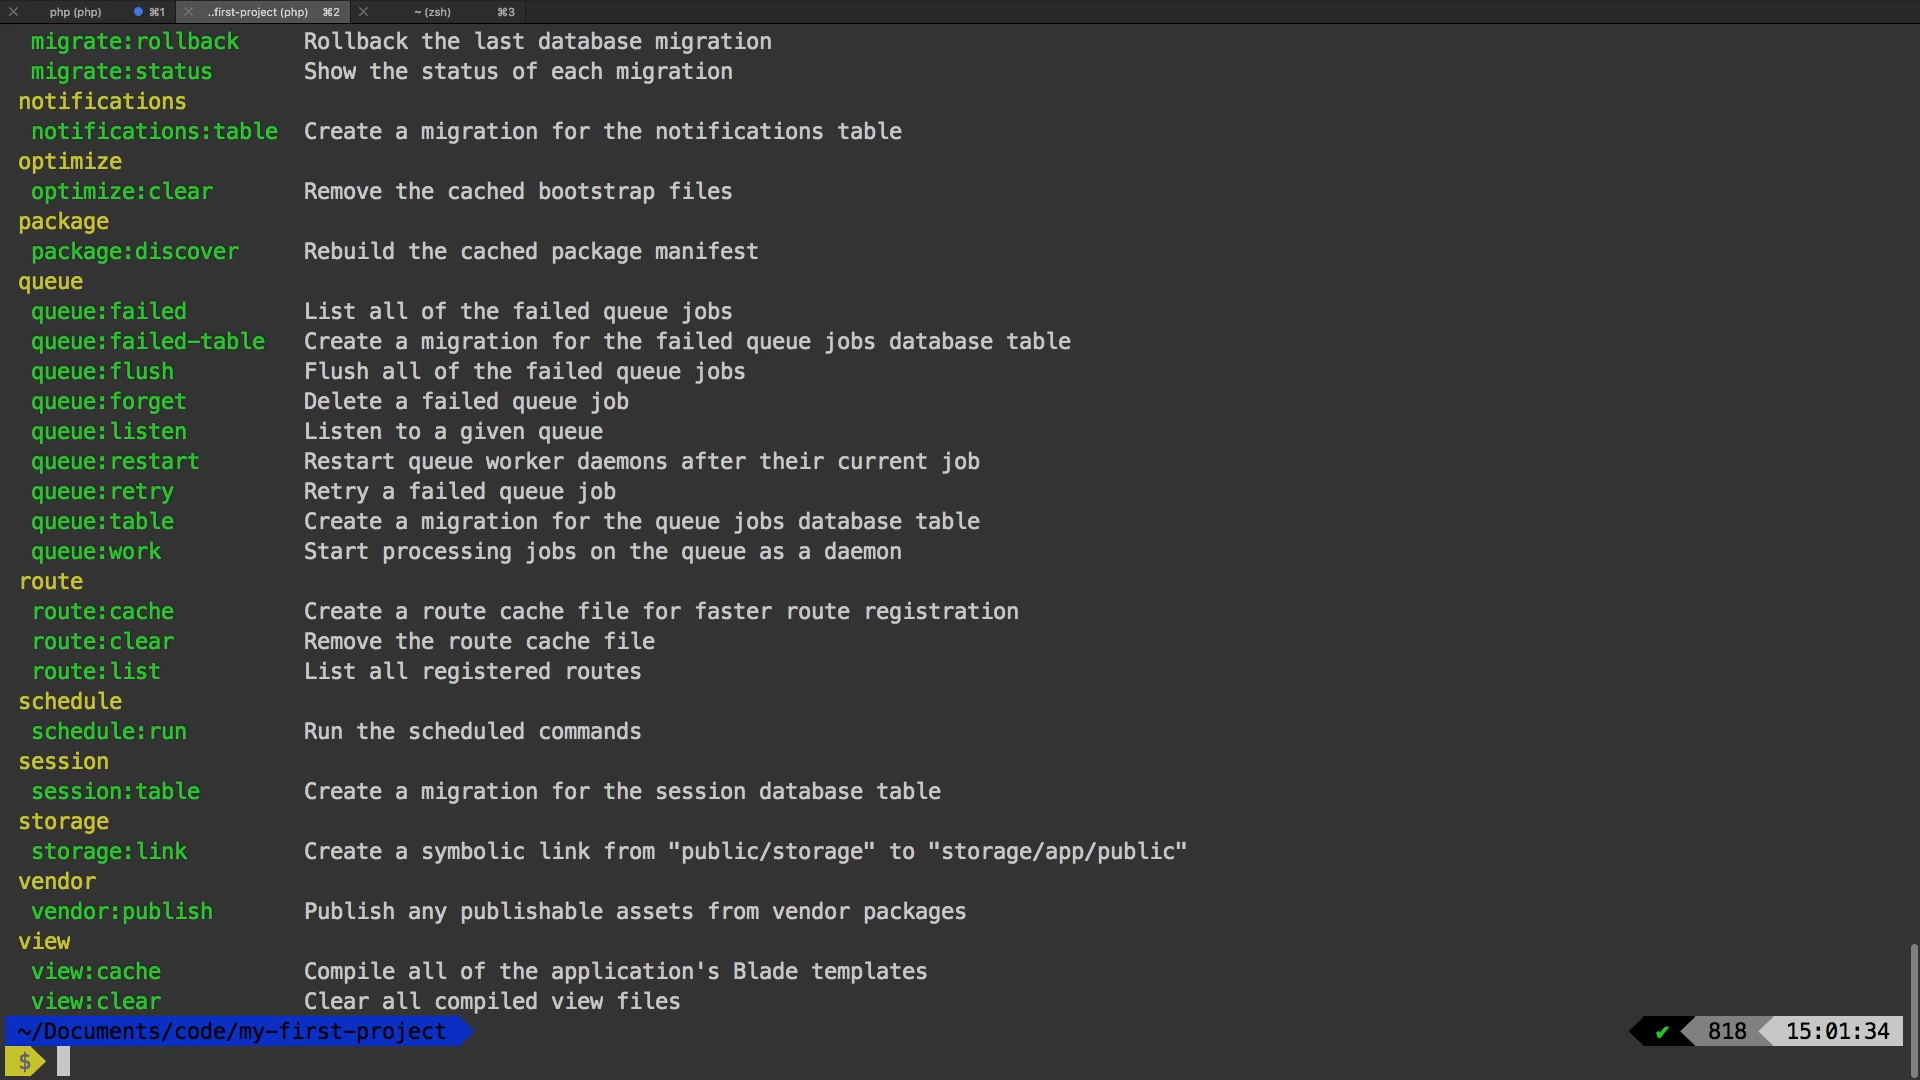 php (php) ⌘1 ..first-project (php) ⌘2 ~ (zsh) ⌘3
migrate:rollback Rollback the last database migration
migrate:status Show the status of each migration
notifications
notifications:table Create a migration for the notifications table
optimize
optimize:clear Remove the cached bootstrap files
package
package:discover Rebuild the cached package manifest
queue
queue:failed List all of the failed queue jobs
queue:failed-table Create a migration for the failed queue jobs database table
queue:flush Flush all of the failed queue jobs
queue:forget Delete a failed queue job
queue:listen Listen to a given queue
queue:restart Restart queue worker daemons after their current job
queue:retry Retry a failed queue job
queue:table Create a migration for the queue jobs database table
queue:work Start processing jobs on the queue as a daemon
route
route:cache Create a route cache file for faster route registration
route:clear Remove the route cache file
route:list List all registered routes
schedule
schedule:run Run the scheduled commands
session
session:table Create a migration for the session database table
storage
storage:link Create a symbolic link from "public/storage" to "storage/app/public"
vendor
vendor:publish Publish any publishable assets from vendor packages
view
view:cache Compile all of the application's Blade templates
view:clear Clear all compiled view files
~/Documents/code/my-first-project ✔ 818 15:01:34
$